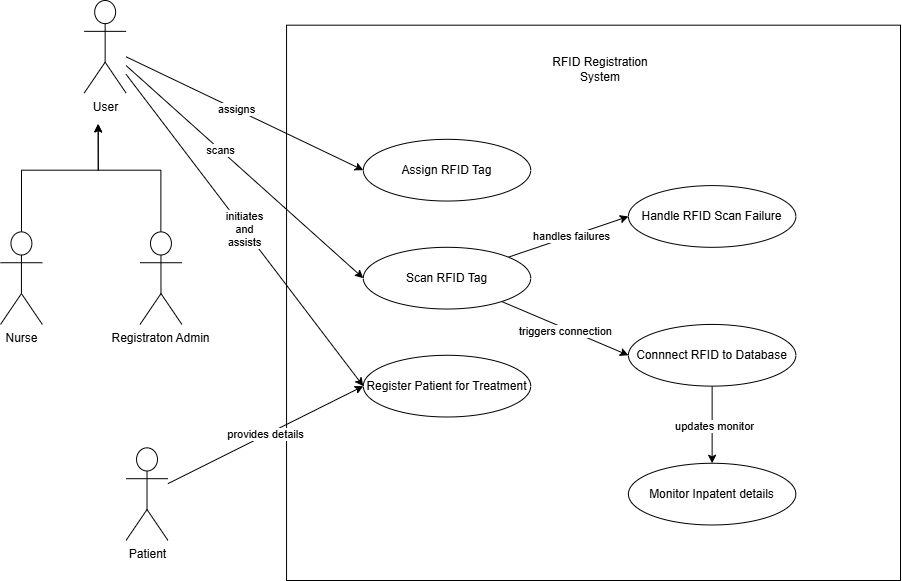 RFID Registration
System
User
assigns
Assign RFID Tag
scans
initiates
and
assists
Handle RFID Scan Failure
handles failures
Scan RFID Tag
Nurse
Registraton Admin
triggers connection
Connnect RFID to Database
Register Patient for Treatment
provides details
updates monitor
Monitor Inpatent details
Patient